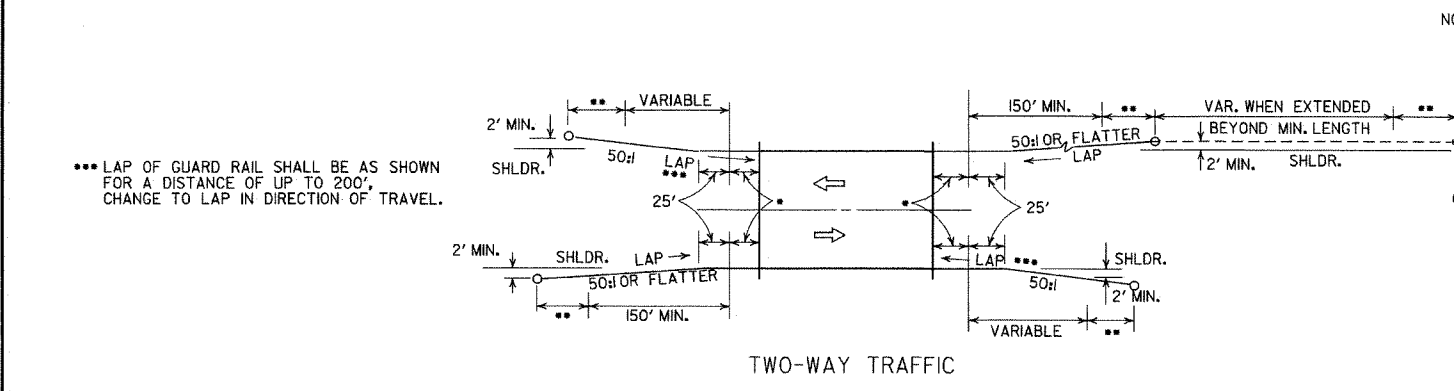 NO
** VARIABLE
150' MIN. ** VAR. WHEN EXTENDED **
2' MIN.
50:1 OR FLATTER
BEYOND MIN. LENGTH
SHLDR.
50:1
LAP
***
LAP
2' MIN.
SHLDR.
*** LAP OF GUARD RAIL SHALL BE AS SHOWN
FOR A DISTANCE OF UP TO 200',
CHANGE TO LAP IN DIRECTION OF TRAVEL.
25'
*
*
25'
2' MIN.
SHLDR.
LAP
50:1 OR FLATTER
LAP ***
SHLDR.
50:1
2' MIN.
** 150' MIN.
VARIABLE **
TWO-WAY TRAFFIC